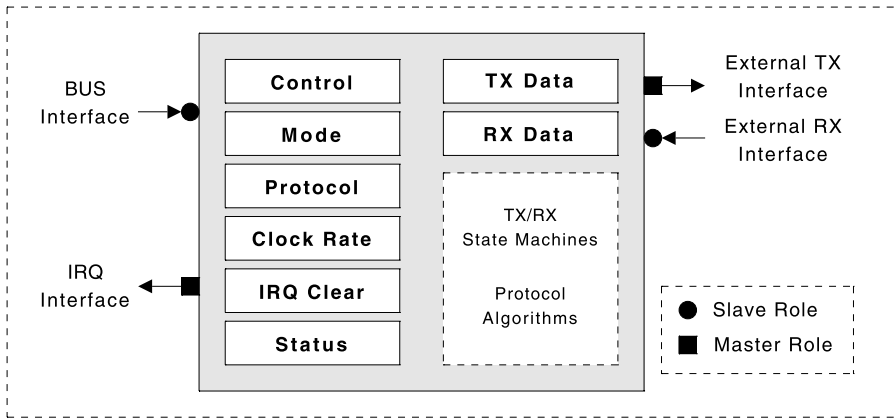 BUS
Interface
IRQ
Interface
Control
Mode
Protocol
Clock Rate
IRQ Clear
Status
TX Data
RX Data
TX/RX
State Machines
Protocol
Algorithms
External TX
Interface
External RX
Interface
Slave Role
Master Role